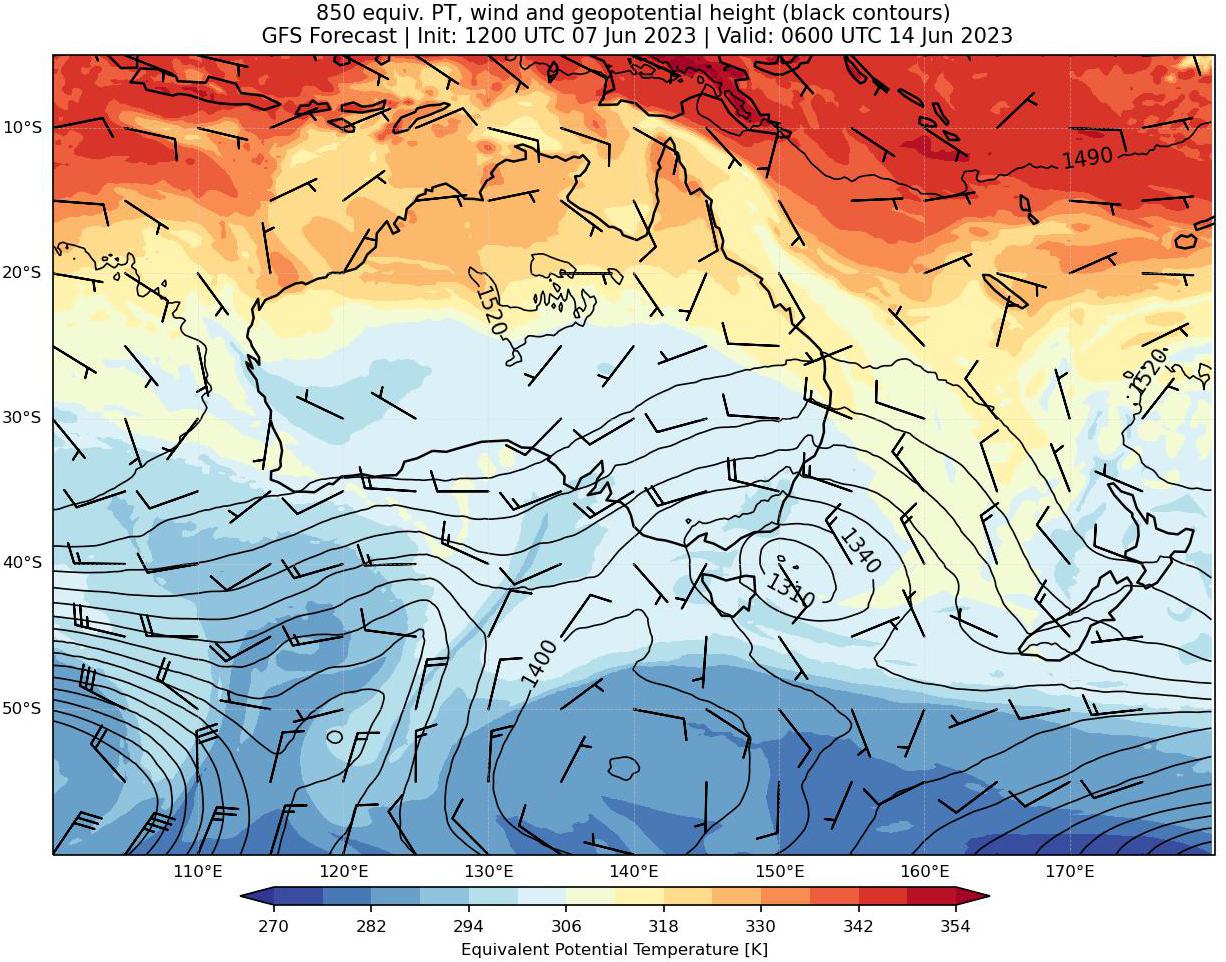 850 equiv. PT, wind and geopotential height (black contours)
GFS Forecast | Init: 1200 UTC 07 Jun 2023 | Valid: 0600 UTC 14 Jun 2023
10°S
1490
20°S
1520
1520
30°S
1340
40°S
1310
1400
50°S
110°E 120°E 130°E 140°E 150°E 160°E 170°E
270 282 294 306 318 330 342 354
Equivalent Potential Temperature [K]